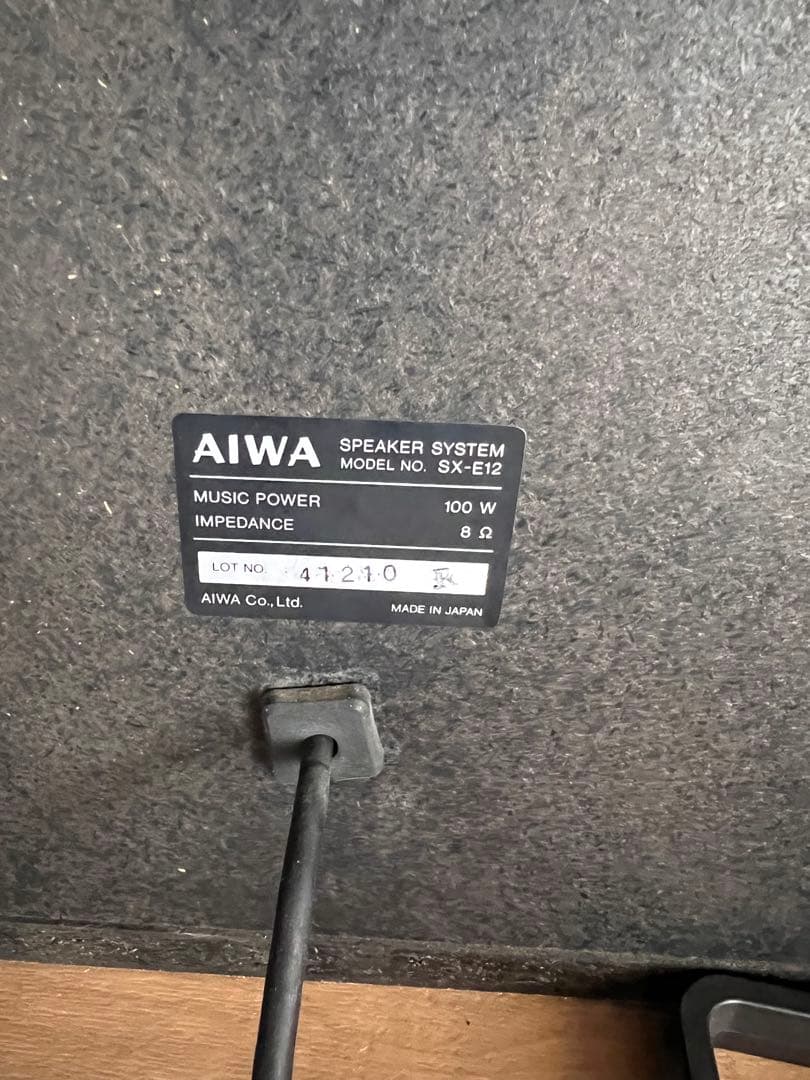 AIWA SPEAKER SYSTEM
MODEL NO. SX-E12
MUSIC POWER 100 W
IMPEDANCE 8 Ω
LOT NO. 41210
AIWA Co., Ltd. MADE IN JAPAN